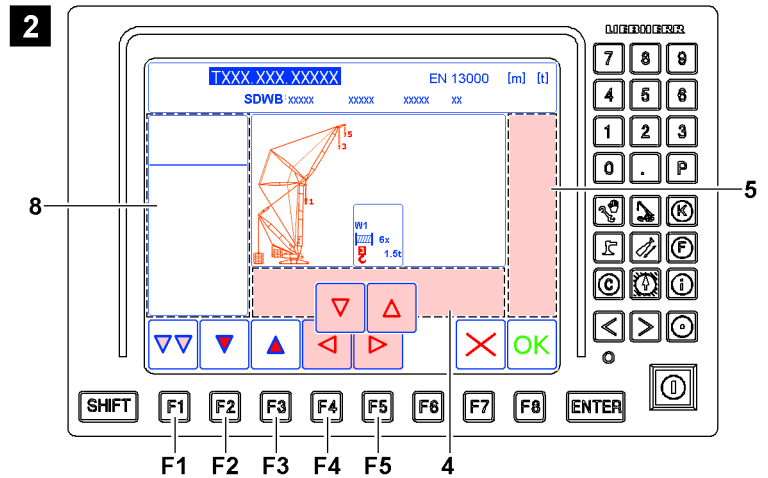 2
LIEBHERR
TXXX.XXX.XXXXX EN 13000 [m] [t]
SDWB: xxxxx xxxxx xxxxx xx
7 8 9
4 5 6
1 2 3
0 . P
5
3
1
W1
6x
1.5t
8
5
K
F
C i
OK
SHIFT F1 F2 F3 F4 F5 F6 F7 F8 ENTER
F1 F2 F3 F4 F5 4